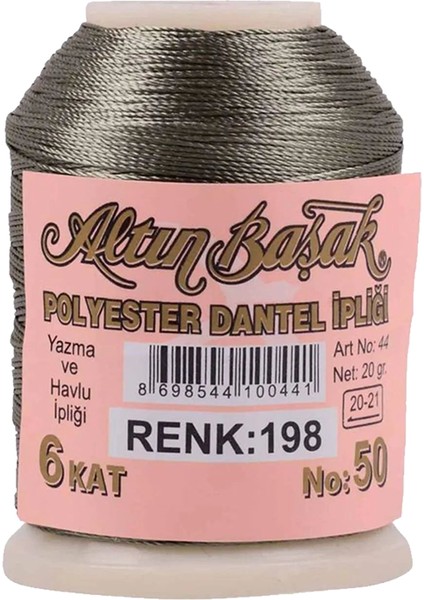 Altın Başak®
POLYESTER DANTEL İPLİĞİ
Yazma
ve
Havlu
İpliği
8 698544 100441
Art No: 44
Net: 20 gr.
20-21
RENK:198
6 KAT
No: 50